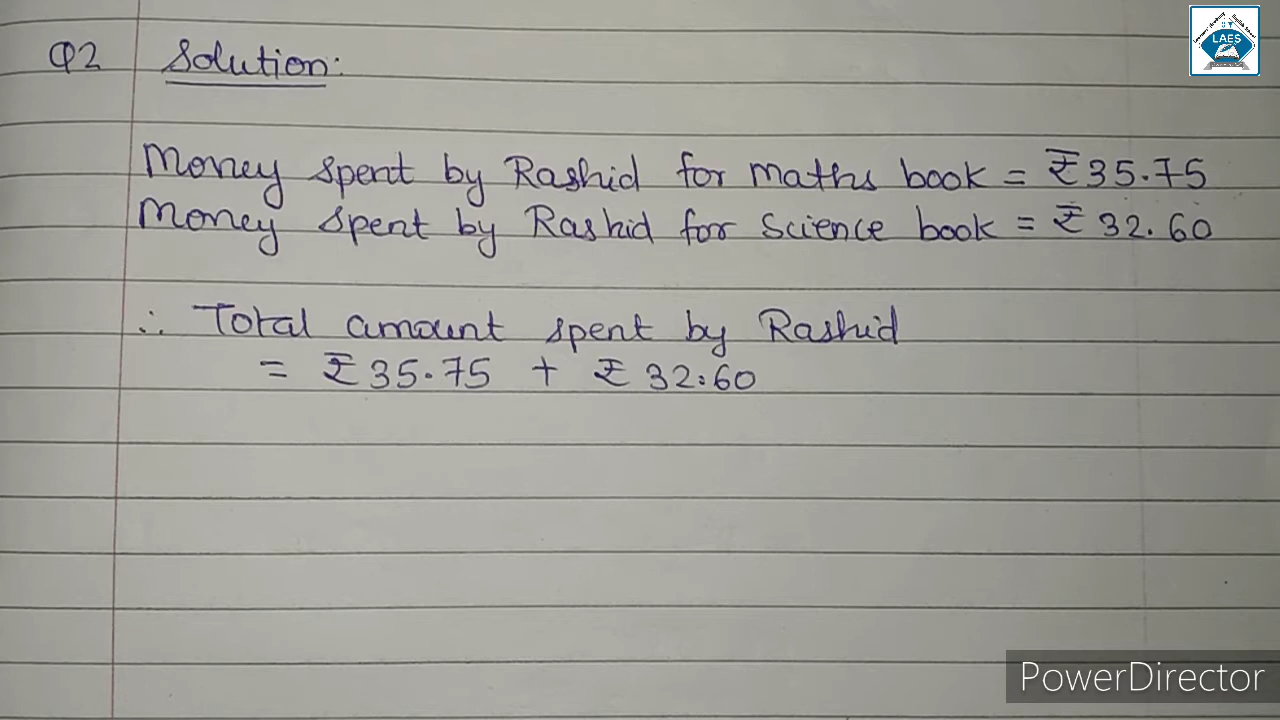 Q2 Solution:
Money spent by Rashid for maths book = ₹35.75
Money spent by Rashid for Science book = ₹ 32.60
∴ Total amount spent by Rashid
= ₹35.75 + ₹ 32.60
LAES
PowerDirector